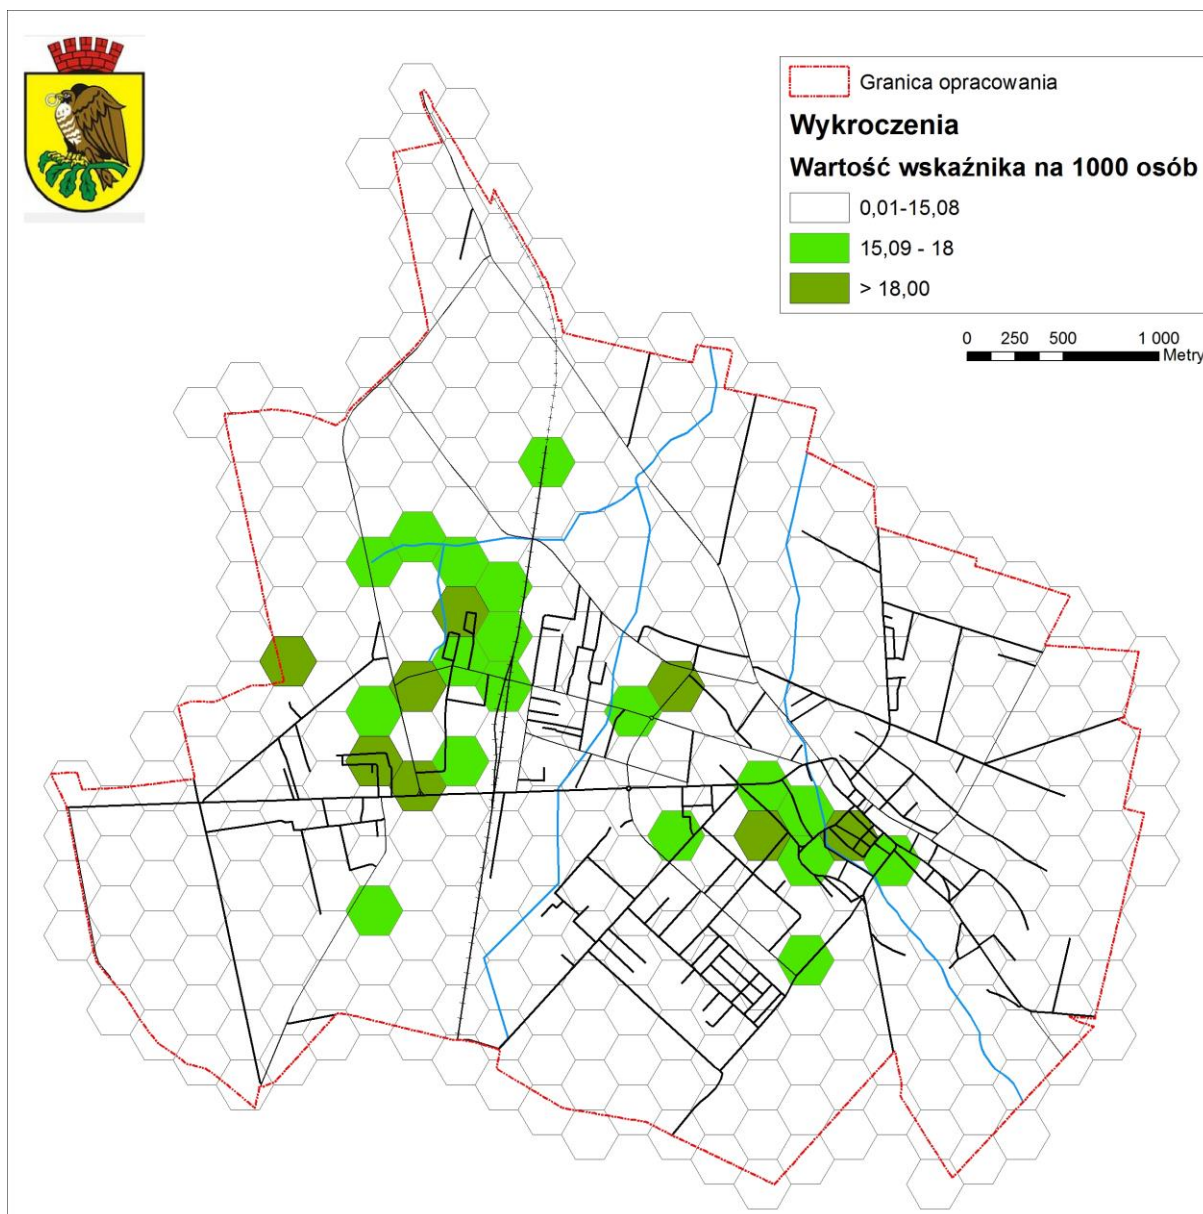 Granica opracowania
Wykroczenia
Wartość wskaźnika na 1000 osób
0,01-15,08
15,09 - 18
> 18,00
0 250 500 1 000
Metry